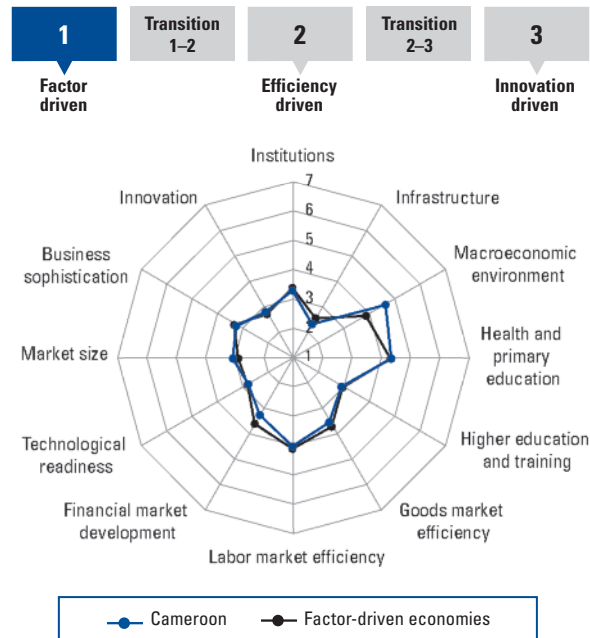 1
Transition
1–2
2
Transition
2–3
3
Factor
driven
Efficiency
driven
Innovation
driven
Institutions
7
6
5
4
3
2
1
Infrastructure
Macroeconomic
environment
Health and
primary
education
Higher education
and training
Goods market
efficiency
Labor market efficiency
Financial market
development
Technological
readiness
Market size
Business
sophistication
Innovation
Cameroon
Factor-driven economies